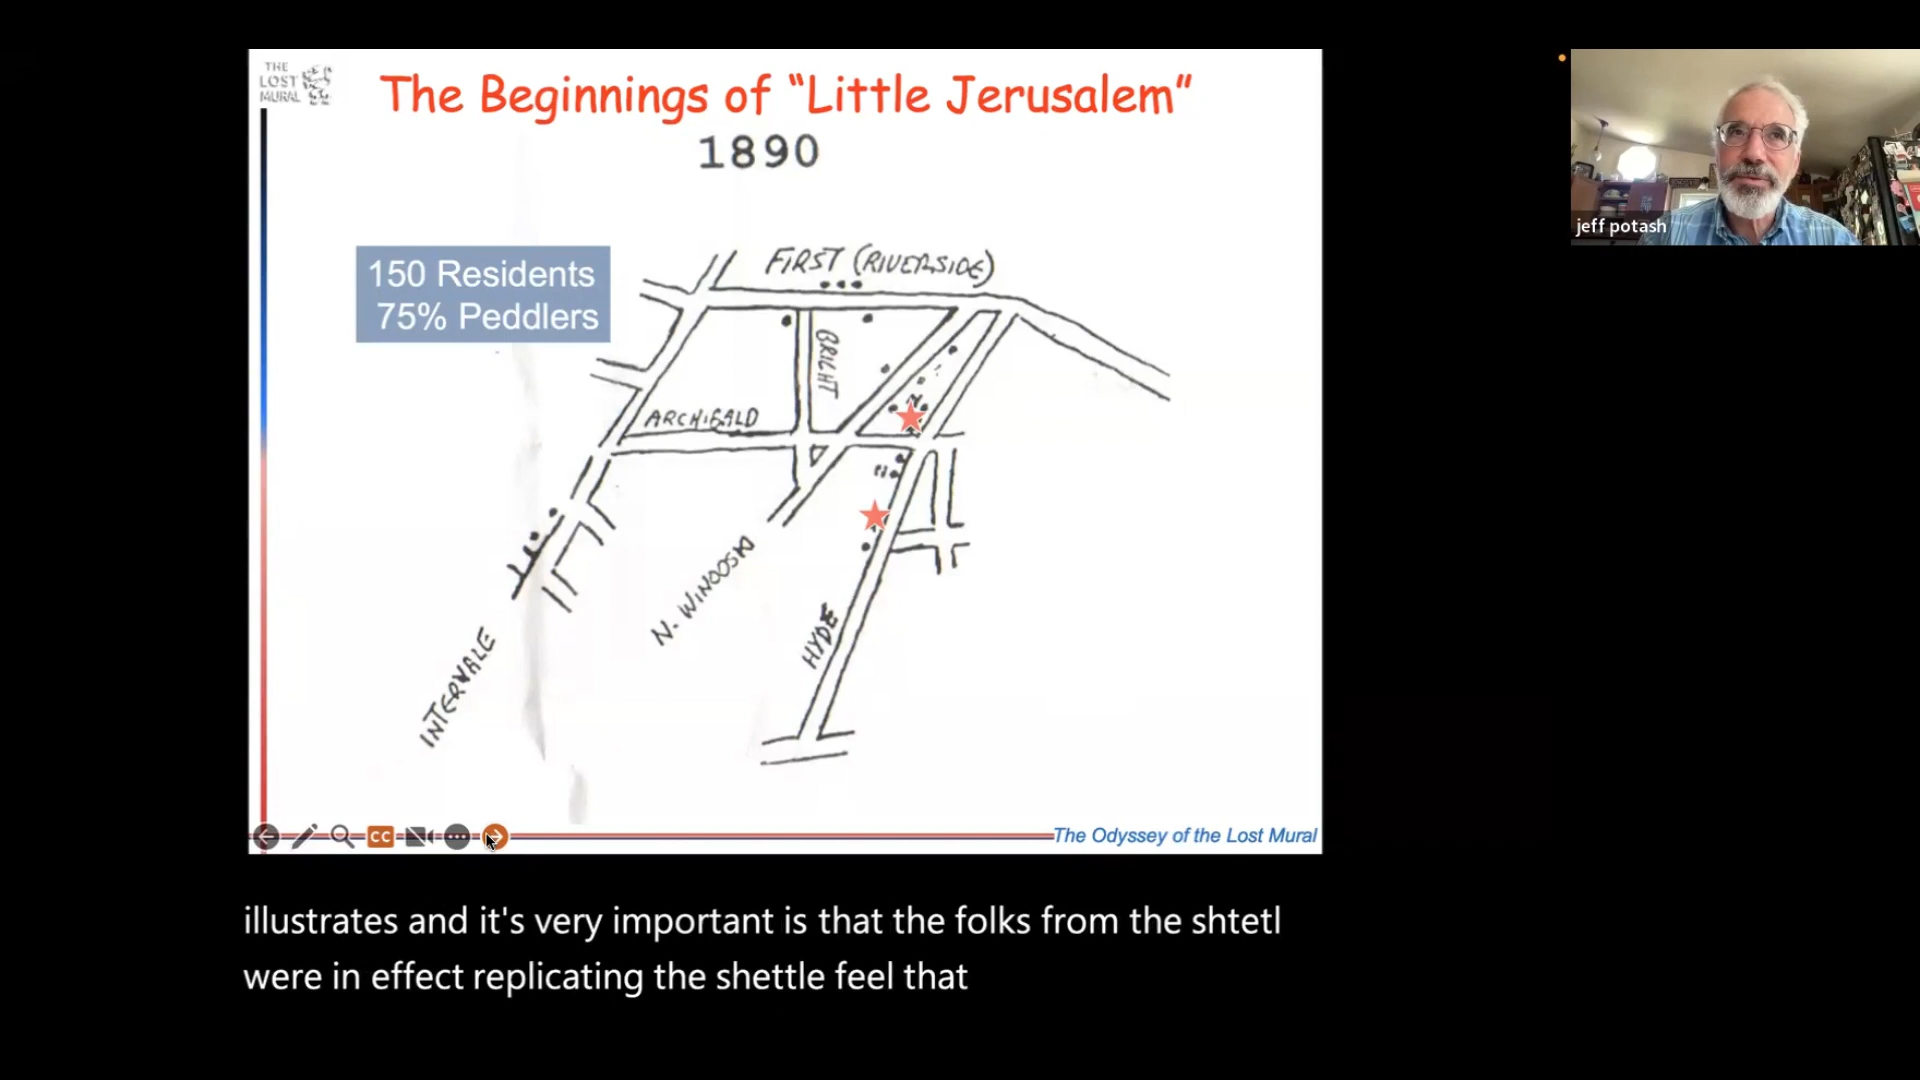 THE
LOST
MURAL
The Beginnings of “Little Jerusalem”
1890
150 Residents
75% Peddlers
FIRST (RIVERSIDE)
BRIGHT
ARCHIBALD
N. WINOOSKI
HYDE
INTERVALE
CC
The Odyssey of the Lost Mural
jeff potash
illustrates and it's very important is that the folks from the shtetl
were in effect replicating the shettle feel that